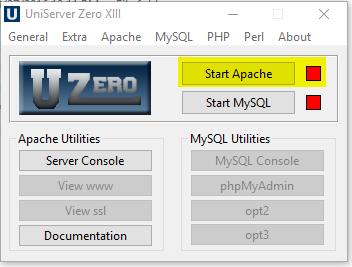 UniServer Zero XIII
General Extra Apache MySQL PHP Perl About
U ZERO
Start Apache
Start MySQL
Apache Utilities
Server Console
View www
View ssl
Documentation
MySQL Utilities
MySQL Console
phpMyAdmin
opt2
opt3